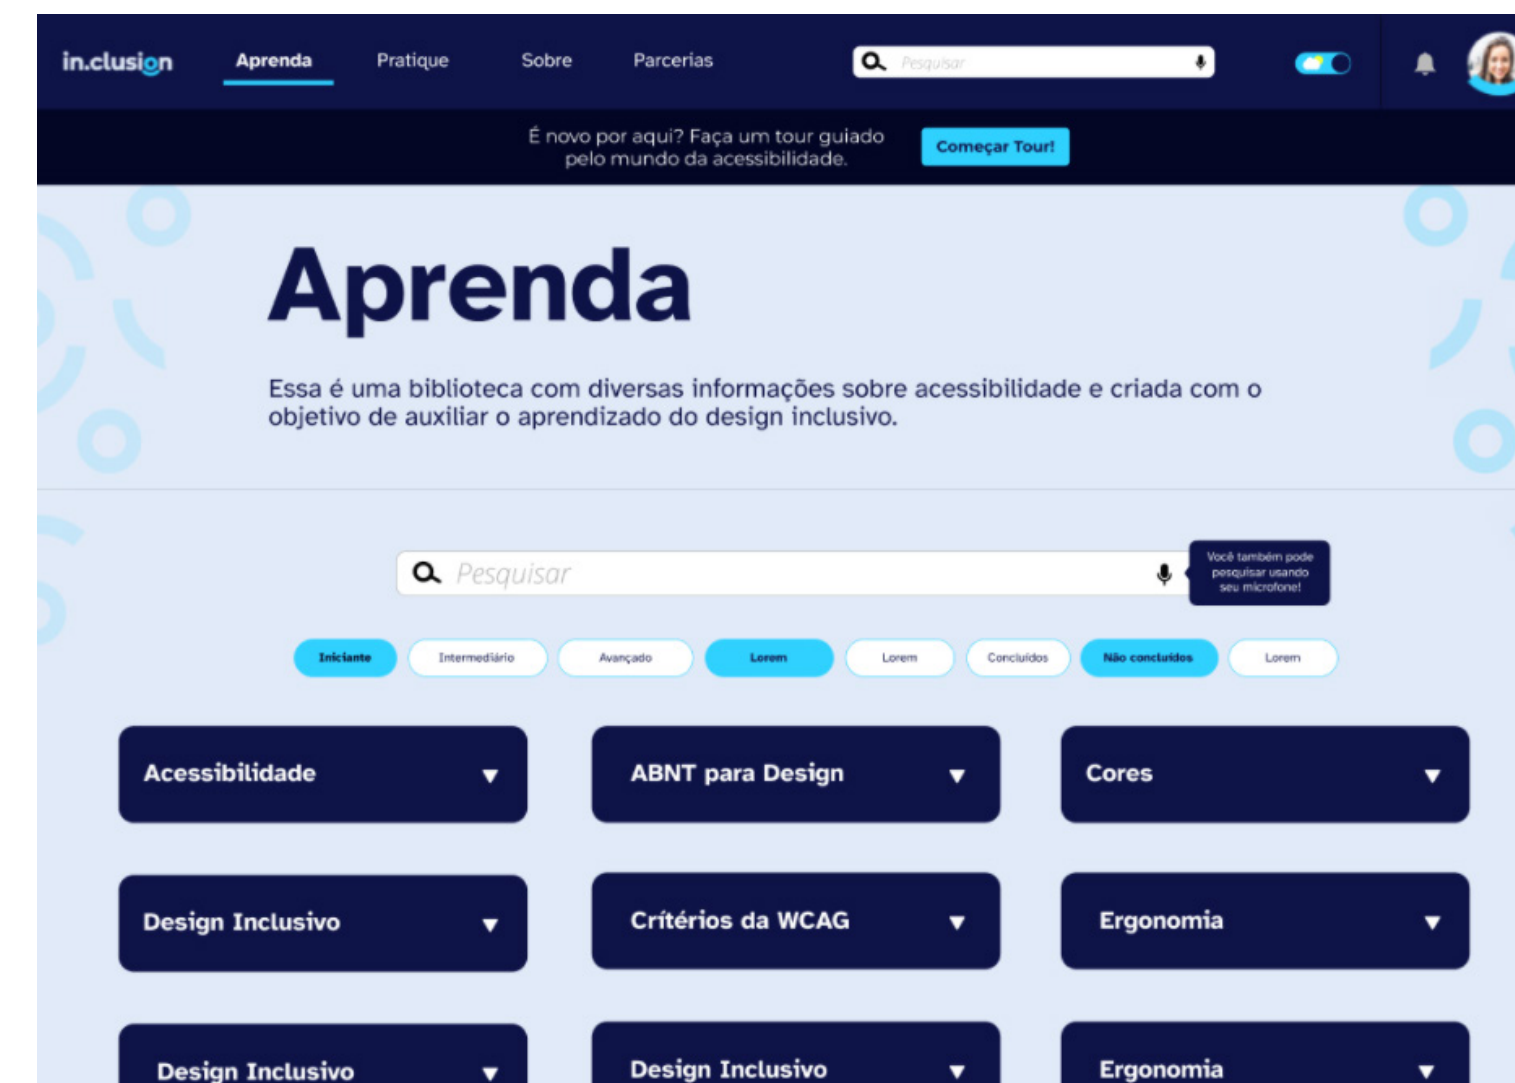 in.clusion
Aprenda
Pratique
Sobre
Parcerias
Pesquisar
É novo por aqui? Faça um tour guiado
pelo mundo da acessibilidade.
Começar Tour!
Aprenda
Essa é uma biblioteca com diversas informações sobre acessibilidade e criada com o
objetivo de auxiliar o aprendizado do design inclusivo.
Pesquisar
Você também pode
pesquisar usando
seu microfone!
Iniciante
Intermediário
Avançado
Lorem
Lorem
Concluídos
Não concluídos
Lorem
Acessibilidade
ABNT para Design
Cores
Design Inclusivo
Crítérios da WCAG
Ergonomia
Design Inclusivo
Design Inclusivo
Ergonomia